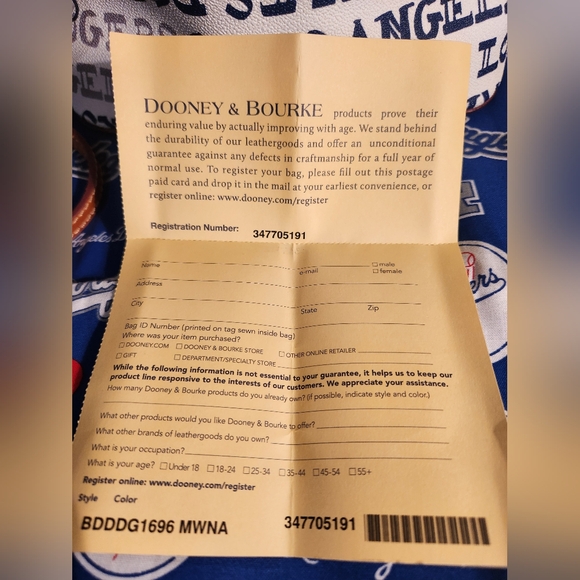 ANGELES
DOONEY & BOURKE products prove their
enduring value by actually improving with age. We stand behind
the durability of our leathergoods and offer an unconditional
guarantee against any defects in craftmanship for a full year of
normal use. To register your bag, please fill out this postage
paid card and drop it in the mail at your earliest convenience, or
register online: www.dooney.com/register
Registration Number: 347705191
Name e-mail □ male
□ female
Address
City State Zip
Bag ID Number (printed on tag sewn inside bag)
Where was your item purchased?
□ DOONEY.COM □ DOONEY & BOURKE STORE □ OTHER ONLINE RETAILER
□ GIFT □ DEPARTMENT/SPECIALTY STORE
While the following information is not essential to your guarantee, it helps us to keep our
product line responsive to the interests of our customers. We appreciate your assistance.
How many Dooney & Bourke products do you already own? (if possible, indicate style and color.)
What other products would you like Dooney & Bourke to offer?
What other brands of leathergoods do you own?
What is your occupation?
What is your age? □ Under 18 □ 18-24 □ 25-34 □ 35-44 □ 45-54 □ 55+
Register online: www.dooney.com/register
Style Color
BDDDG1696 MWNA 347705191